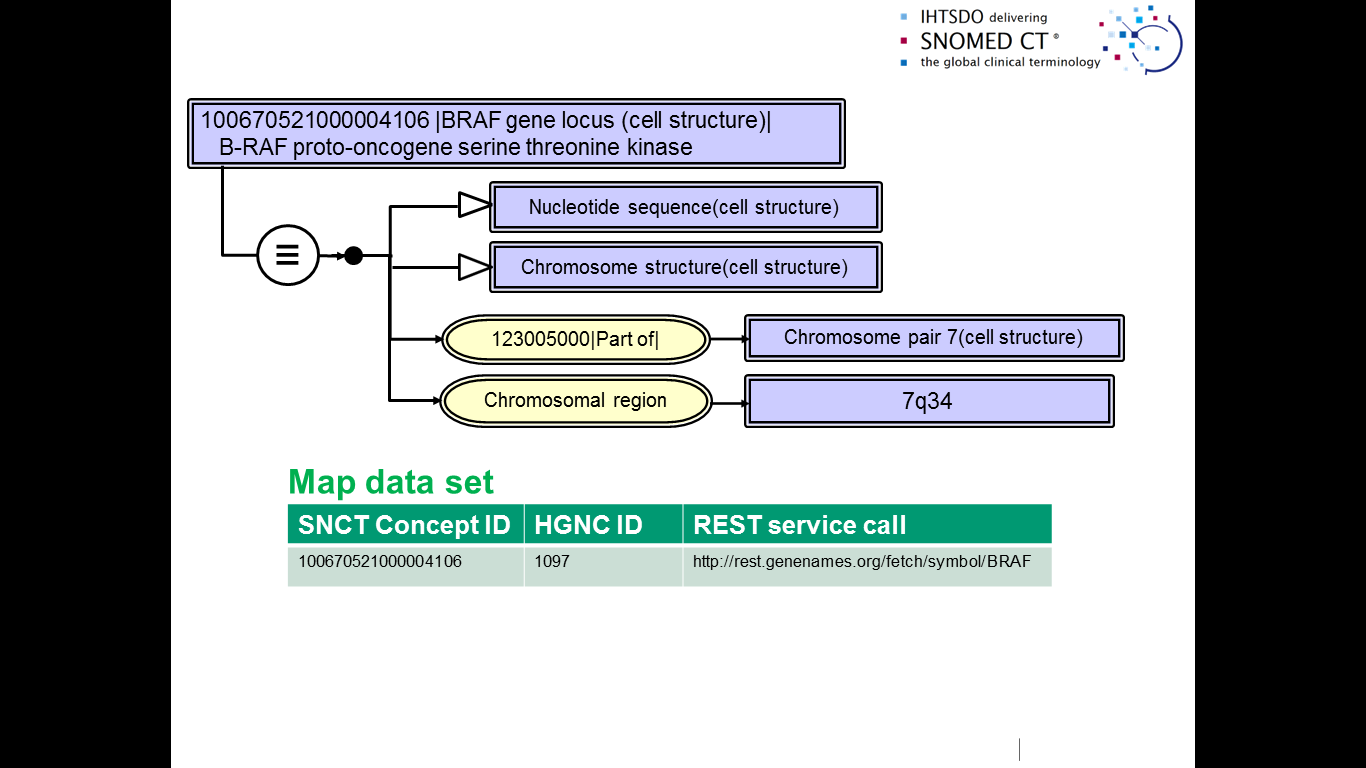 IHTSDO delivering
SNOMED CT ®
the global clinical terminology
100670521000004106 |BRAF gene locus (cell structure)|
B-RAF proto-oncogene serine threonine kinase
Nucleotide sequence(cell structure)
≡
Chromosome structure(cell structure)
123005000|Part of|
Chromosome pair 7(cell structure)
Chromosomal region
7q34
Map data set
SNCT Concept ID HGNC ID REST service call
100670521000004106 1097 http://rest.genenames.org/fetch/symbol/BRAF